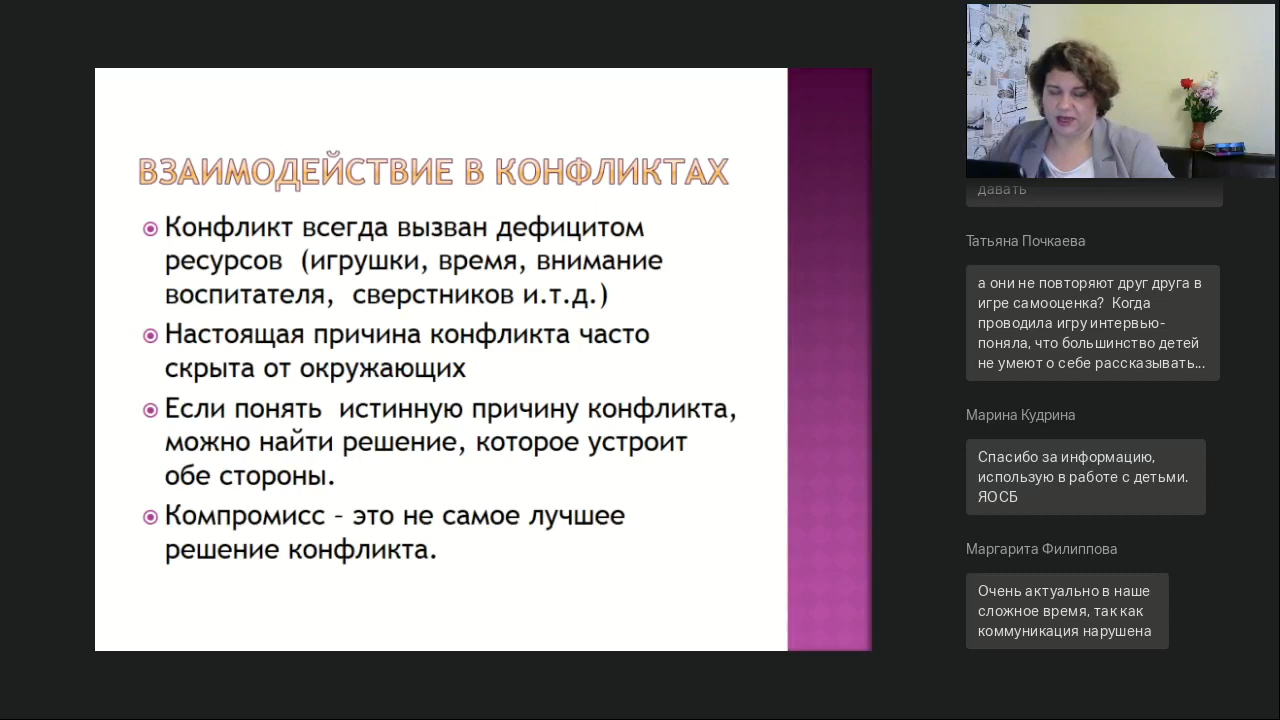 ВЗАИМОДЕЙСТВИЕ В КОНФЛИКТАХ
Конфликт всегда вызван дефицитом
ресурсов (игрушки, время, внимание
воспитателя, сверстников и.т.д.)
Настоящая причина конфликта часто
скрыта от окружающих
Если понять истинную причину конфликта,
можно найти решение, которое устроит
обе стороны.
Компромисс - это не самое лучшее
решение конфликта.
давать
Татьяна Почкаева
а они не повторяют друг друга в
игре самооценка? Когда
проводила игру интервью-
поняла, что большинство детей
не умеют о себе рассказывать...
Марина Кудрина
Спасибо за информацию,
использую в работе с детьми.
ЯОСБ
Маргарита Филиппова
Очень актуально в наше
сложное время, так как
коммуникация нарушена